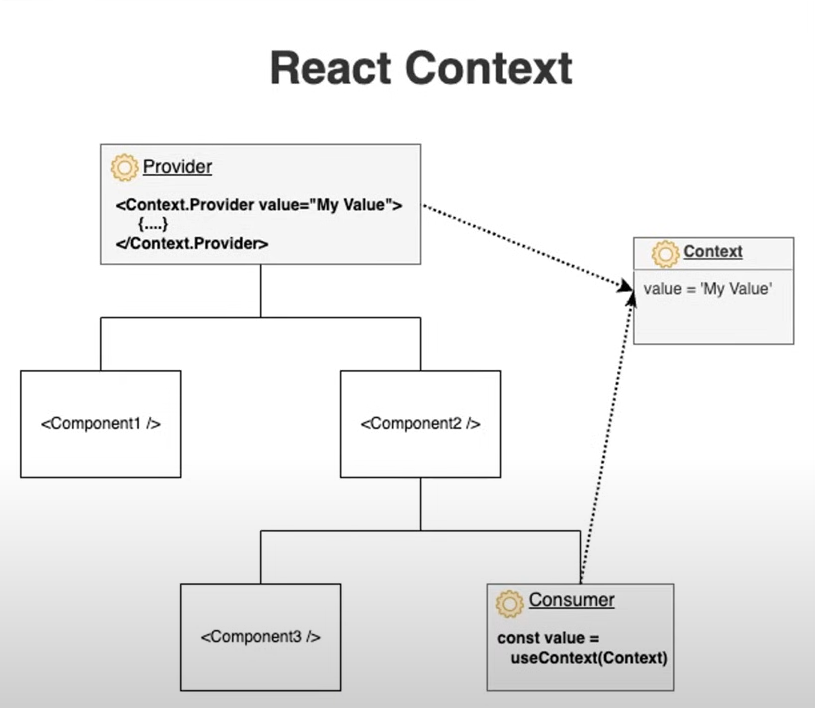 React Context
Provider
<Context.Provider value="My Value">
{....}
</Context.Provider>
Context
value = 'My Value'
<Component1 />
<Component2 />
<Component3 />
Consumer
const value =
useContext(Context)